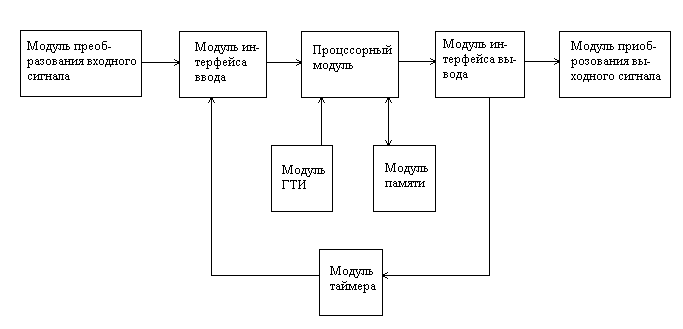 Модуль преоб-
разования входного
сигнала
Модуль ин-
терфейса
ввода
Процссорный
модуль
Модуль ин-
терфейса вы-
вода
Модуль приоб-
розования вы-
ходного сигнала
Модуль
ГТИ
Модуль
памяти
Модуль
таймера